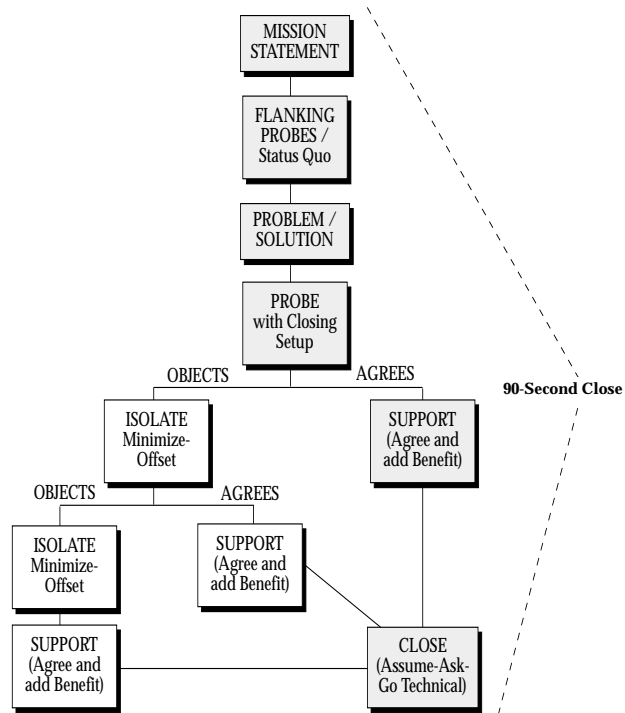 MISSION
STATEMENT
FLANKING
PROBES /
Status Quo
PROBLEM /
SOLUTION
PROBE
with Closing
Setup
OBJECTS
AGREES
90-Second Close
ISOLATE
Minimize-
Offset
SUPPORT
(Agree and
add Benefit)
OBJECTS
AGREES
ISOLATE
Minimize-
Offset
SUPPORT
(Agree and
add Benefit)
SUPPORT
(Agree and
add Benefit)
CLOSE
(Assume-Ask-
Go Technical)